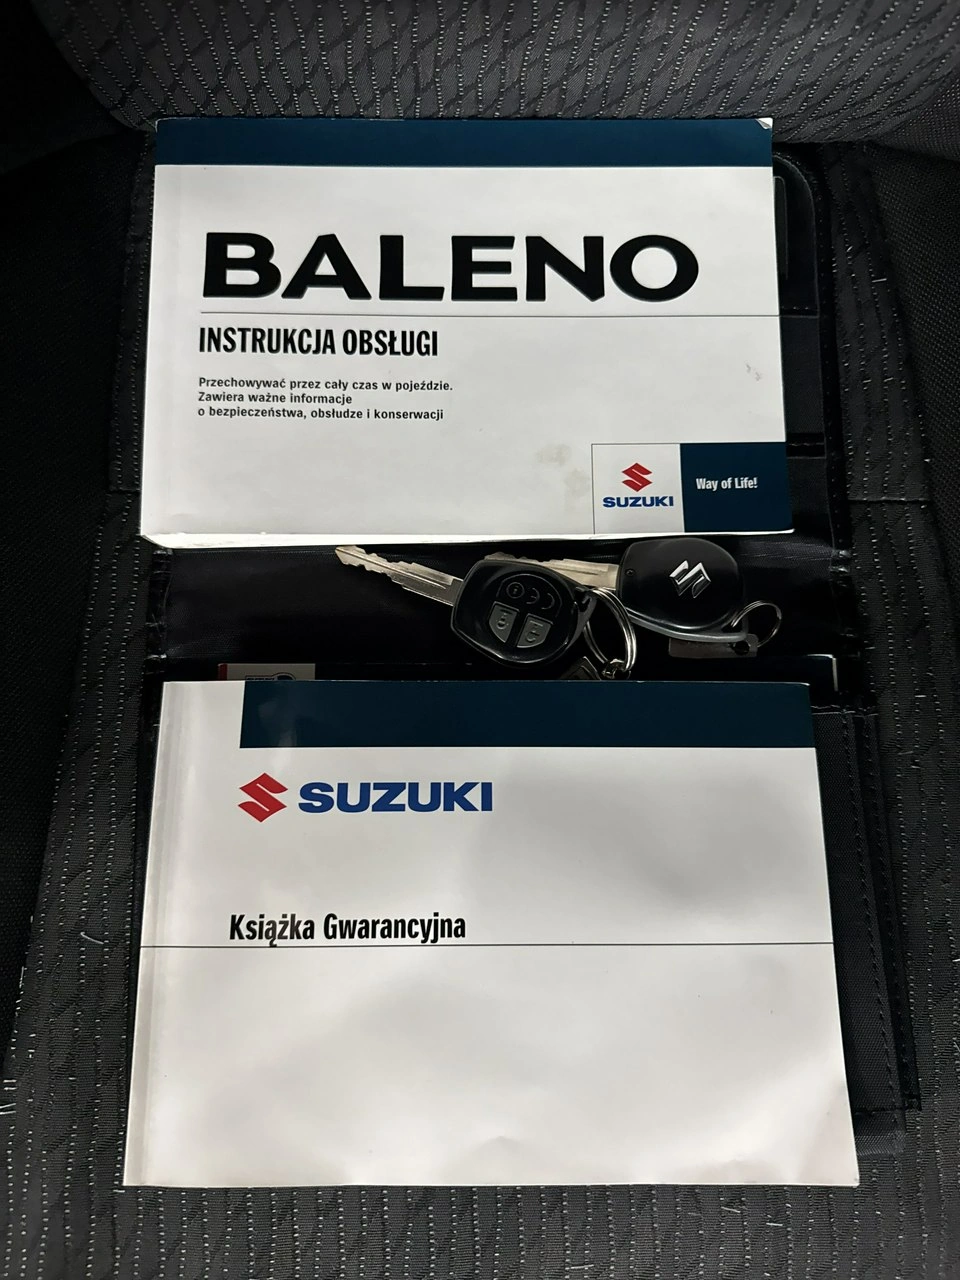 BALENO
INSTRUKCJA OBSŁUGI
Przechowywać przez cały czas w pojeździe.
Zawiera ważne informacje
o bezpieczeństwa, obsłudze i konserwacji
SUZUKI
Way of Life!
SUZUKI
Książka Gwarancyjna